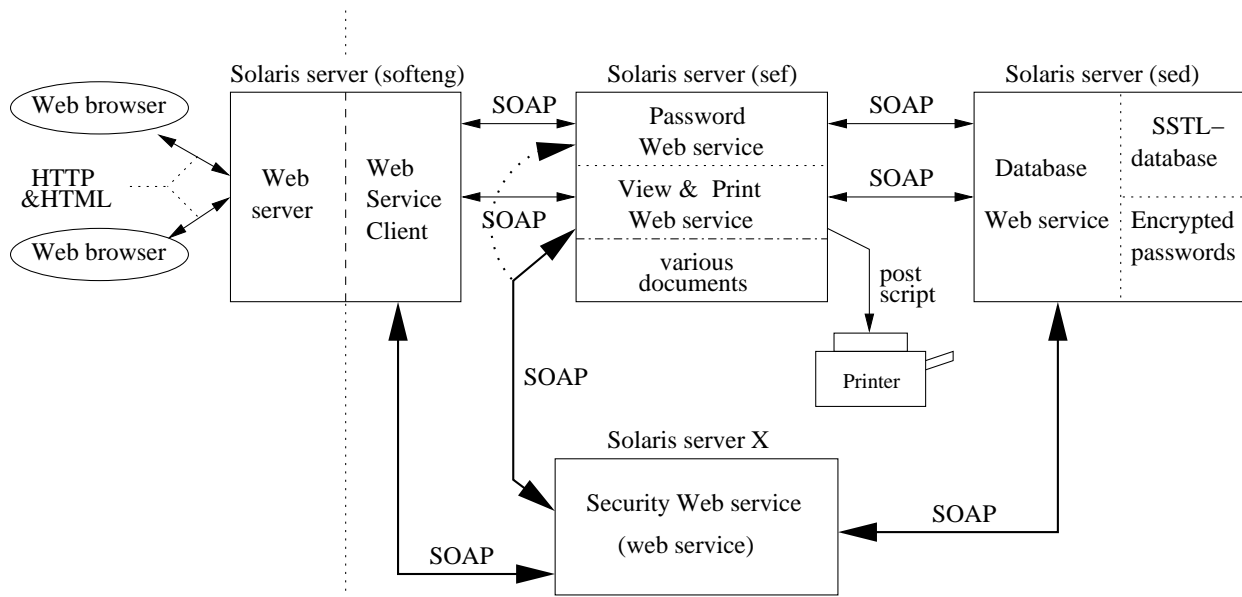 Solaris server (softeng)
Solaris server (sef)
Solaris server (sed)
Web browser
HTTP
&HTML
Web browser
Web
server
Web
Service
Client
SOAP
SOAP
Password
Web service
View & Print
Web service
various
documents
SOAP
SOAP
Database
Web service
SSTL–
database
Encrypted
passwords
post
script
Printer
SOAP
Solaris server X
Security Web service
(web service)
SOAP
SOAP